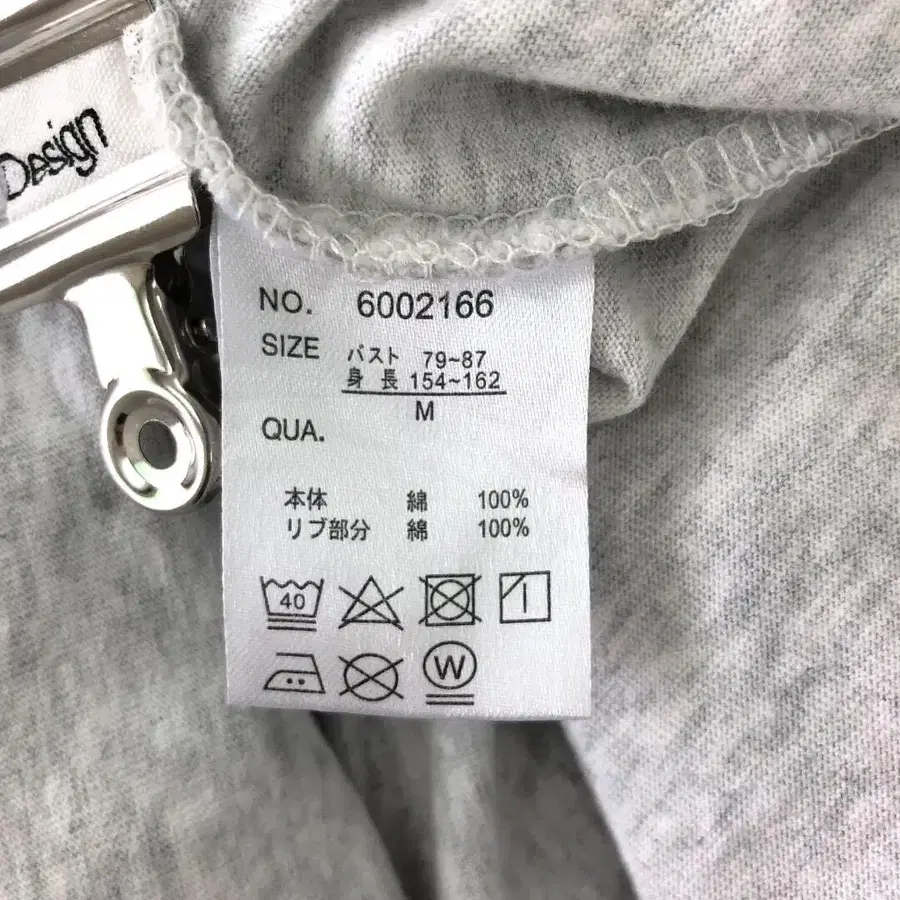 Design
NO. 6002166
SIZE バスト 79~87
身長 154~162
M
QUA.
本体 綿 100%
リブ部分 綿 100%
40
W